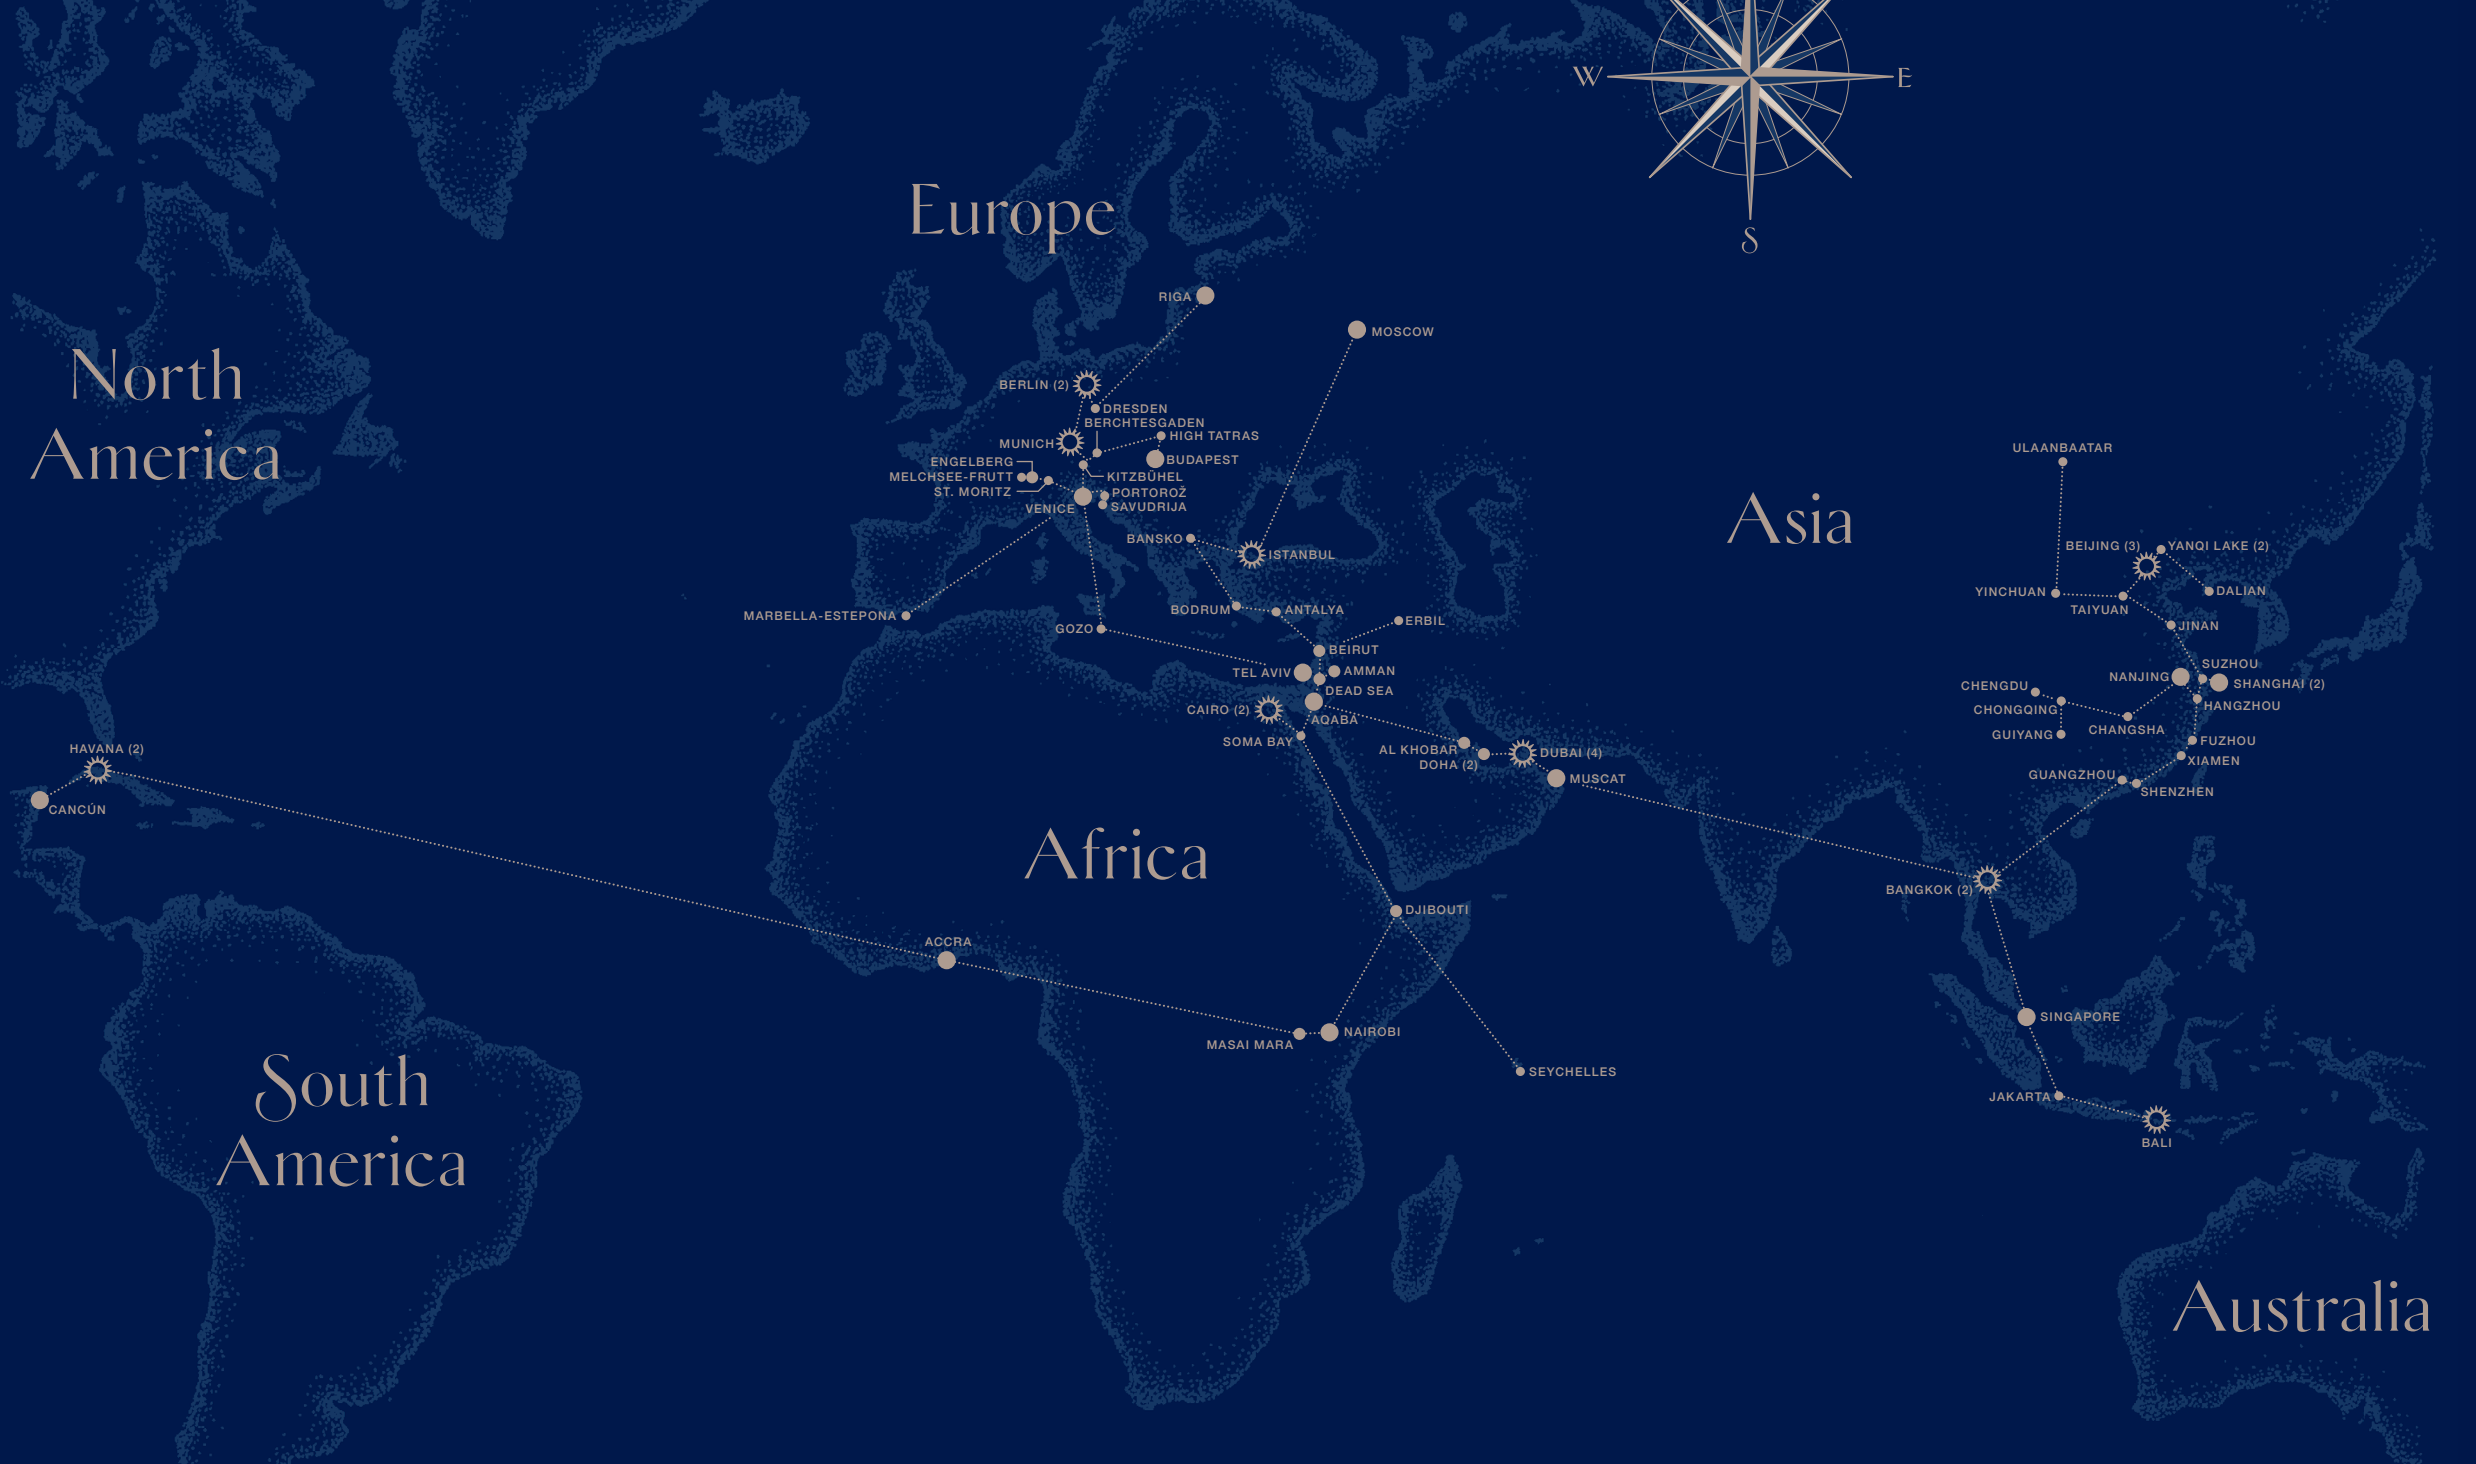 W
E
S
Europe
North
America
Asia
Africa
South
America
Australia
RIGA
MOSCOW
BERLIN (2)
DRESDEN
BERCHTESGADEN
HIGH TATRAS
MUNICH
BUDAPEST
ENGELBERG
MELCHSEE-FRUTT
KITZBÜHEL
ST. MORITZ
PORTOROŽ
SAVUDRIJA
VENICE
BANSKO
ISTANBUL
MARBELLA-ESTEPONA
BODRUM
ANTALYA
GOZO
ERBIL
BEIRUT
TEL AVIV
AMMAN
DEAD SEA
CAIRO (2)
AQABA
SOMA BAY
AL KHOBAR
DOHA (2)
DUBAI (4)
MUSCAT
HAVANA (2)
CANCÚN
ACCRA
DJIBOUTI
MASAI MARA
NAIROBI
SEYCHELLES
ULAANBAATAR
BEIJING (3)
YANQI LAKE (2)
YINCHUAN
TAIYUAN
DALIAN
JINAN
SUZHOU
NANJING
SHANGHAI (2)
CHENGDU
CHONGQING
HANGZHOU
CHANGSHA
GUIYANG
FUZHOU
XIAMEN
GUANGZHOU
SHENZHEN
BANGKOK (2)
SINGAPORE
JAKARTA
BALI